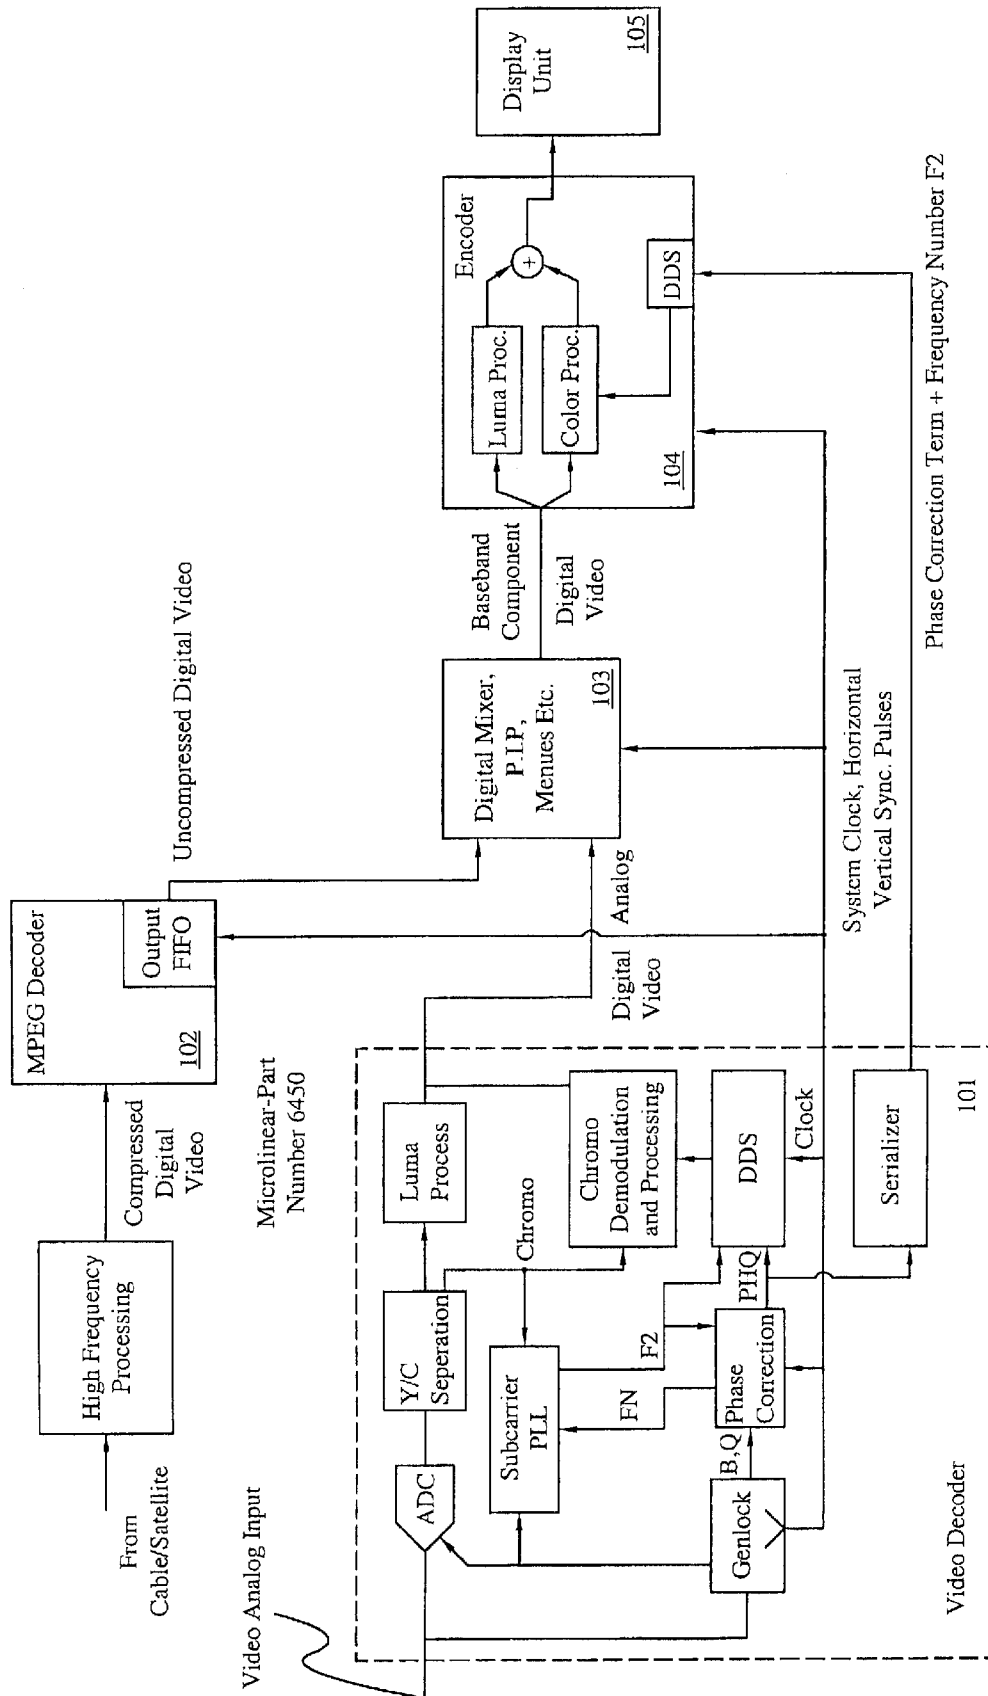 From
Cable/Satellite
High Frequency
Processing
Compressed
Digital
Video
MPEG Decoder
Output
FIFO
102
Uncompressed Digital Video
Video Analog Input
Microlinear-Part
Number 6450
ADC
Y/C
Seperation
Luma
Process
Chromo
Subcarrier
PLL
Chromo
Demodulation
and Processing
F2
FN
Genlock
B,Q
Phase
Correction
PHQ
DDS
Clock
Serializer
Video Decoder
101
Digital
Video
Analog
Digital Mixer,
P.I.P,
Menues Etc.
103
Baseband
Component
Digital
Video
Encoder
Luma Proc.
Color Proc.
+
DDS
104
Display
Unit
105
System Clock, Horizontal
Vertical Sync. Pulses
Phase Correction Term + Frequency Number F2